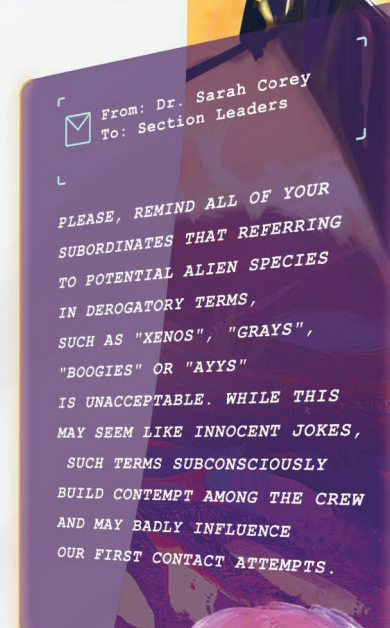 From: Dr. Sarah Corey
To: Section Leaders
PLEASE, REMIND ALL OF YOUR
SUBORDINATES THAT REFERRING
TO POTENTIAL ALIEN SPECIES
IN DEROGATORY TERMS,
SUCH AS "XENOS", "GRAYS",
"BOOGIES" OR "AYYS"
IS UNACCEPTABLE. WHILE THIS
MAY SEEM LIKE INNOCENT JOKES,
SUCH TERMS SUBCONSCIOUSLY
BUILD CONTEMPT AMONG THE CREW
AND MAY BADLY INFLUENCE
OUR FIRST CONTACT ATTEMPTS.